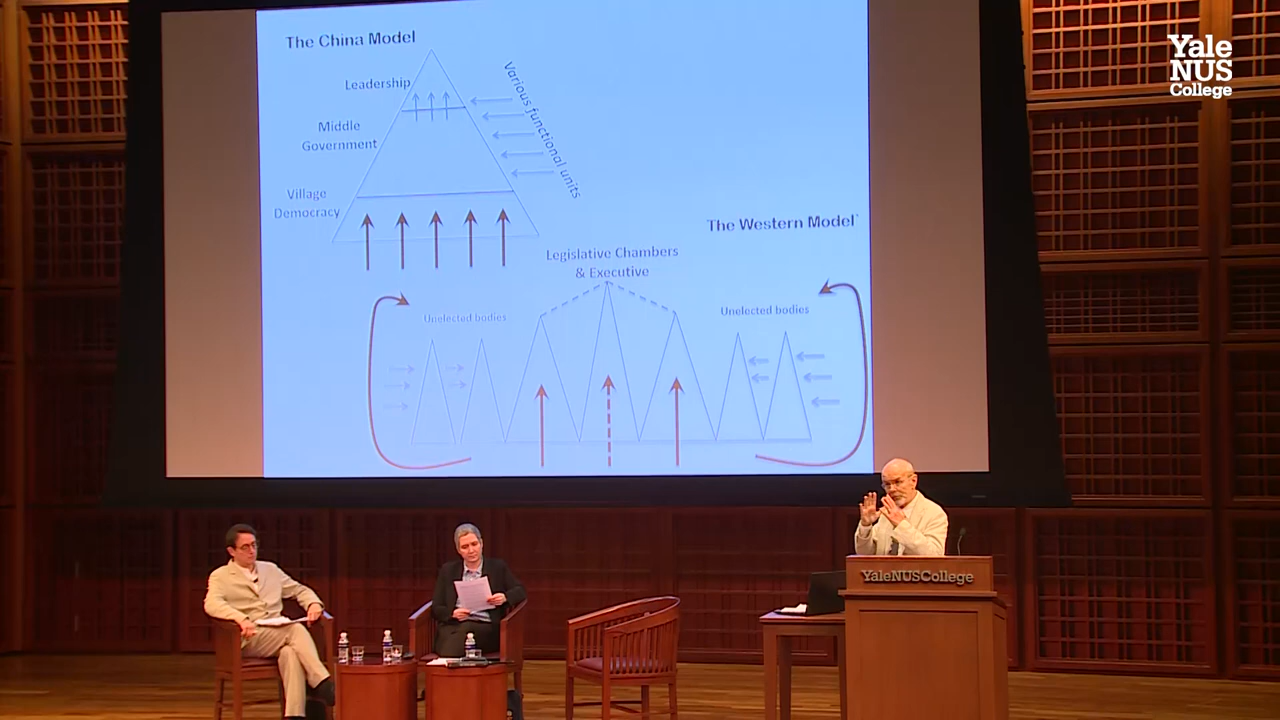 The China Model
Leadership
Middle
Government
Village
Democracy
Various functional units
The Western Model
Legislative Chambers
& Executive
Unelected bodies
Unelected bodies
Yale
NUS
College
YaleNUSCollege